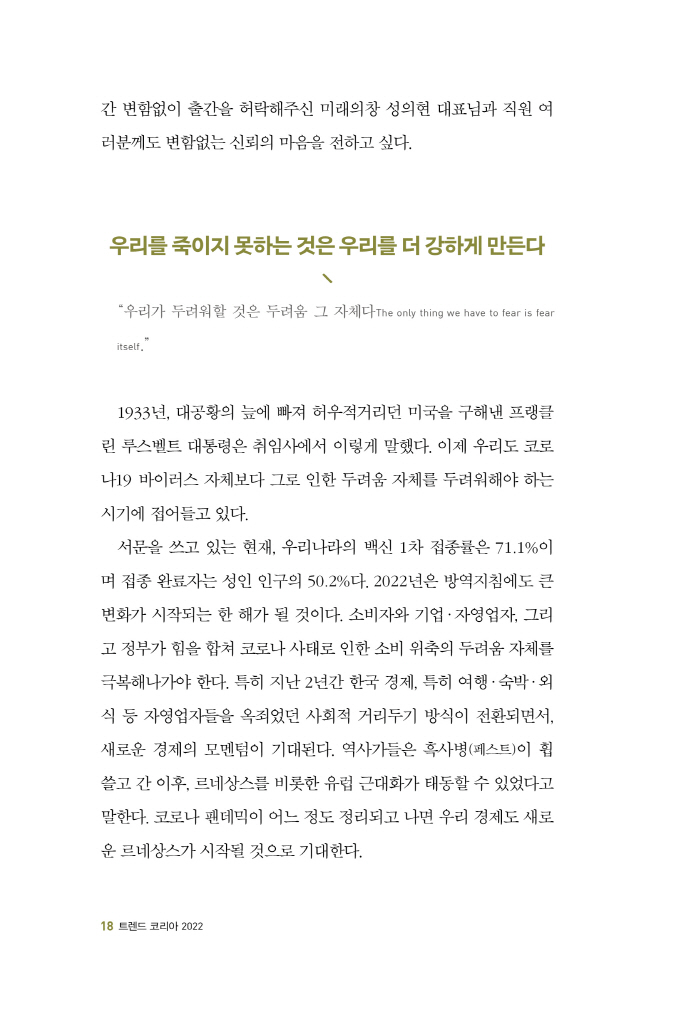 간 변함없이 출간을 허락해주신 미래의창 성의현 대표님과 직원 여
러분께도 변함없는 신뢰의 마음을 전하고 싶다.
우리를 죽이지 못하는 것은 우리를 더 강하게 만든다
“우리가 두려워할 것은 두려움 그 자체다The only thing we have to fear is fear
itself.”
1933년, 대공황의 늪에 빠져 허우적거리던 미국을 구해낸 프랭클
린 루스벨트 대통령은 취임사에서 이렇게 말했다. 이제 우리도 코로
나19 바이러스 자체보다 그로 인한 두려움 자체를 두려워해야 하는
시기에 접어들고 있다.
서문을 쓰고 있는 현재, 우리나라의 백신 1차 접종률은 71.1%이
며 접종 완료자는 성인 인구의 50.2%다. 2022년은 방역지침에도 큰
변화가 시작되는 한 해가 될 것이다. 소비자와 기업·자영업자, 그리
고 정부가 힘을 합쳐 코로나 사태로 인한 소비 위축의 두려움 자체를
극복해나가야 한다. 특히 지난 2년간 한국 경제, 특히 여행·숙박·외
식 등 자영업자들을 옥죄었던 사회적 거리두기 방식이 전환되면서,
새로운 경제의 모멘텀이 기대된다. 역사가들은 흑사병(페스트)이 휩
쓸고 간 이후, 르네상스를 비롯한 유럽 근대화가 태동할 수 있었다고
말한다. 코로나 팬데믹이 어느 정도 정리되고 나면 우리 경제도 새로
운 르네상스가 시작될 것으로 기대한다.
18 트렌드 코리아 2022